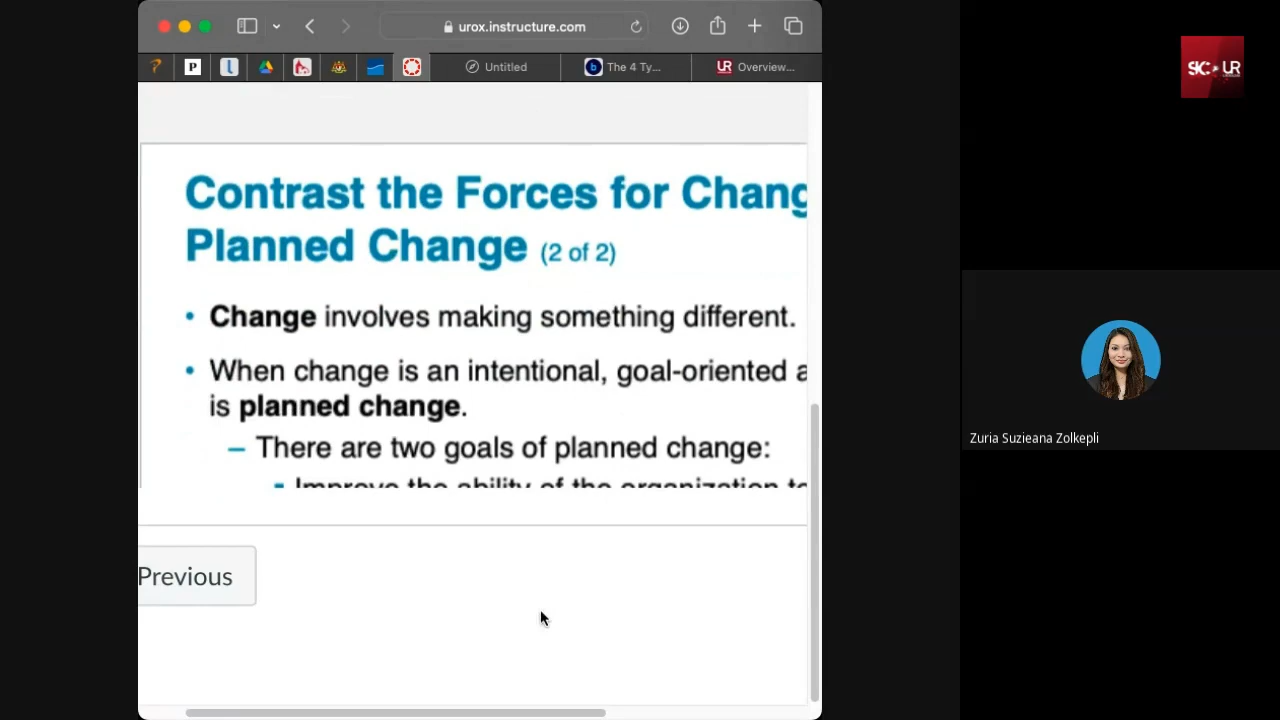 urox.instructure.com
Untitled
The 4 Ty...
UR Overview...
Contrast the Forces for Chang
Planned Change (2 of 2)
• Change involves making something different.
• When change is an intentional, goal-oriented a
is planned change.
– There are two goals of planned change:
▪ Improve the ability of the organization to
Previous
Zuria Suzieana Zolkepli